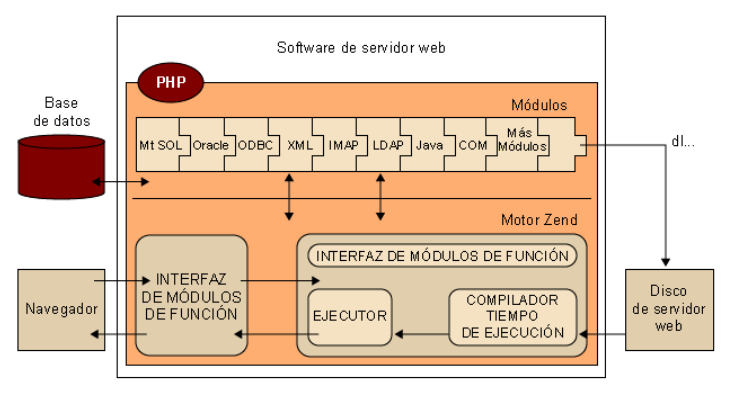 Software de servidor web
PHP
Base
de datos
Módulos
Mt SOL
Oracle
ODBC
XML
IMAP
LDAP
Java
COM
Más
Módulos
dl...
Motor Zend
INTERFAZ DE MÓDULOS DE FUNCIÓN
Navegador
INTERFAZ
DE MÓDULOS
DE FUNCIÓN
EJECUTOR
COMPILADOR
TIEMPO
DE EJECUCIÓN
Disco
de servidor
web